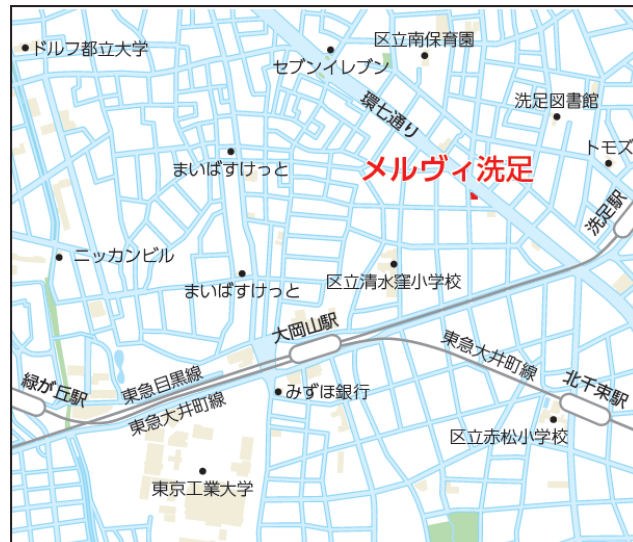 ドルフ都立大学
セブンイレブン
区立南保育園
環七通り
洗足図書館
トモズ
まいばすけっと
メルヴィ洗足
洗足駅
ニッカンビル
まいばすけっと
区立清水窪小学校
大岡山駅
東急大井町線
緑が丘駅
東急目黒線
東急大井町線
みずほ銀行
北千束駅
区立赤松小学校
東京工業大学